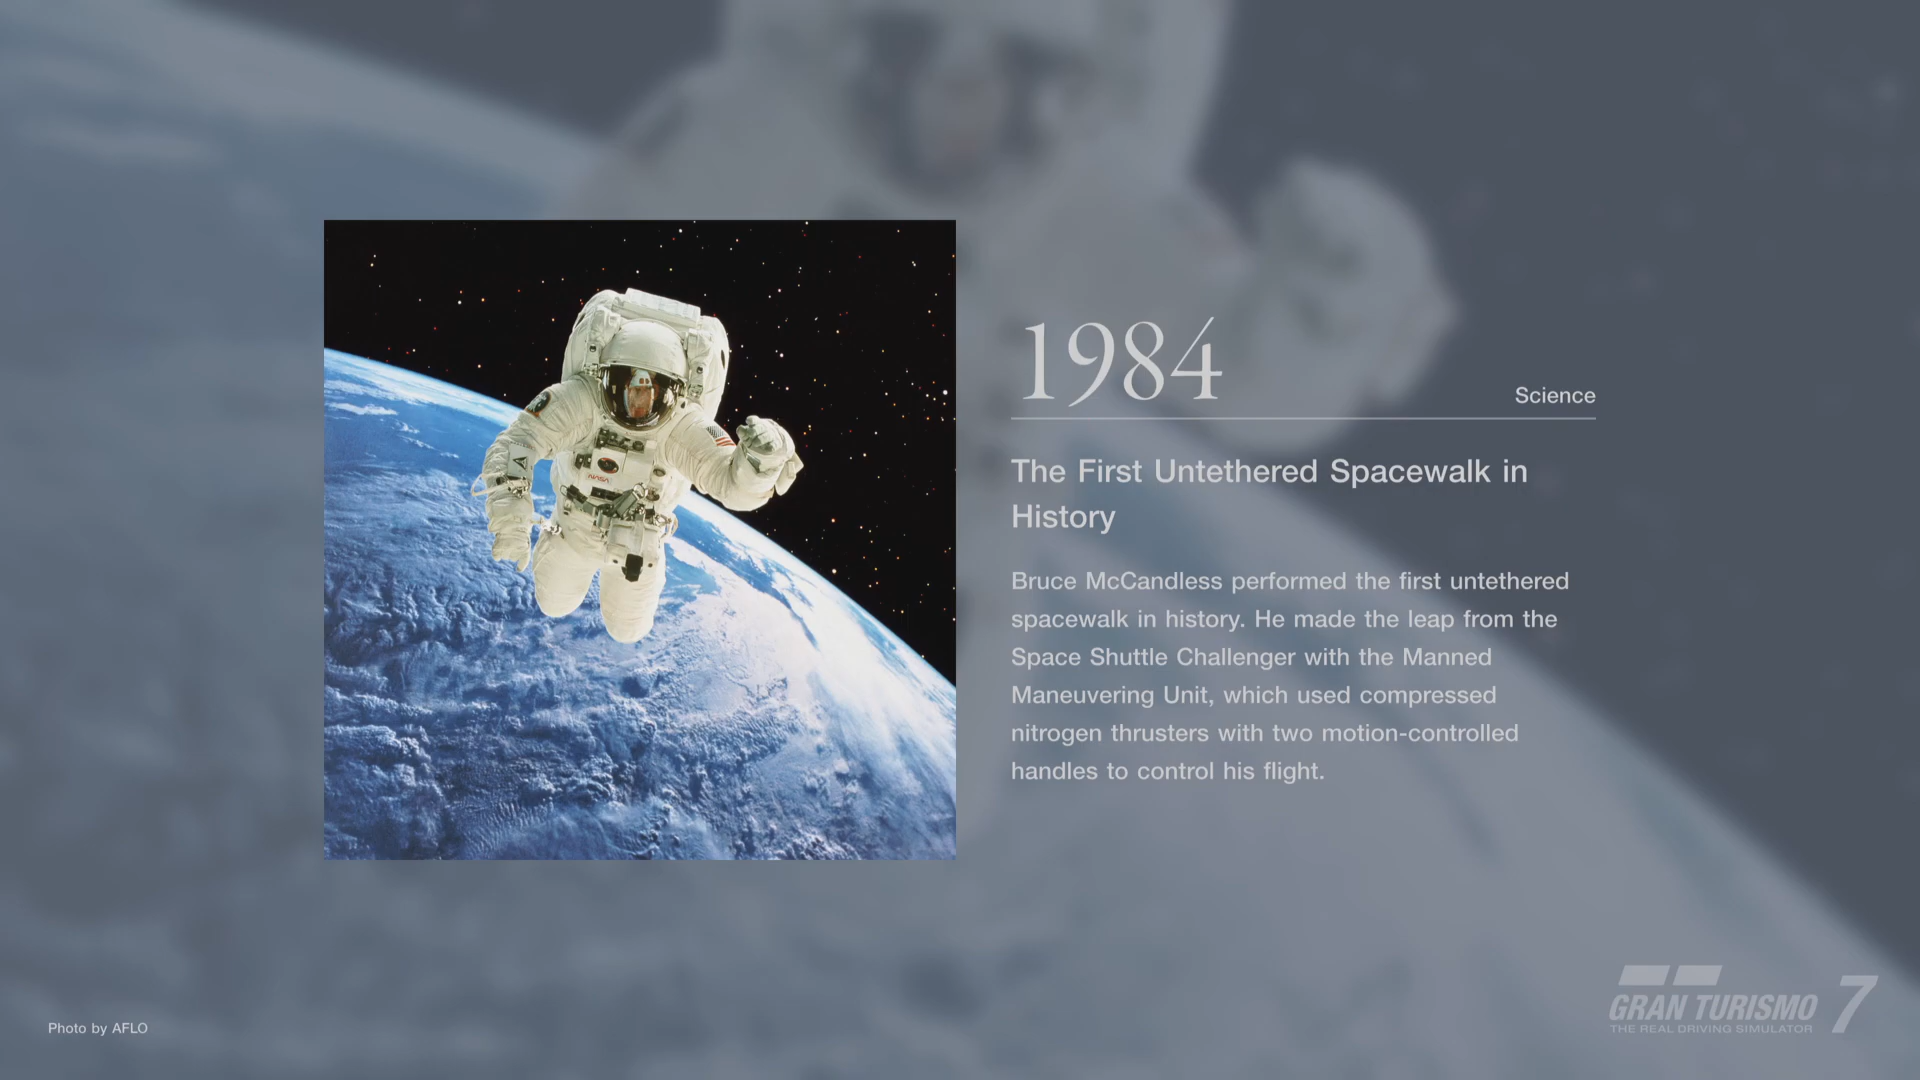 1984
Science
The First Untethered Spacewalk in
History
Bruce McCandless performed the first untethered
spacewalk in history. He made the leap from the
Space Shuttle Challenger with the Manned
Maneuvering Unit, which used compressed
nitrogen thrusters with two motion-controlled
handles to control his flight.
NASA
Photo by AFLO
GRAN TURISMO 7
THE REAL DRIVING SIMULATOR